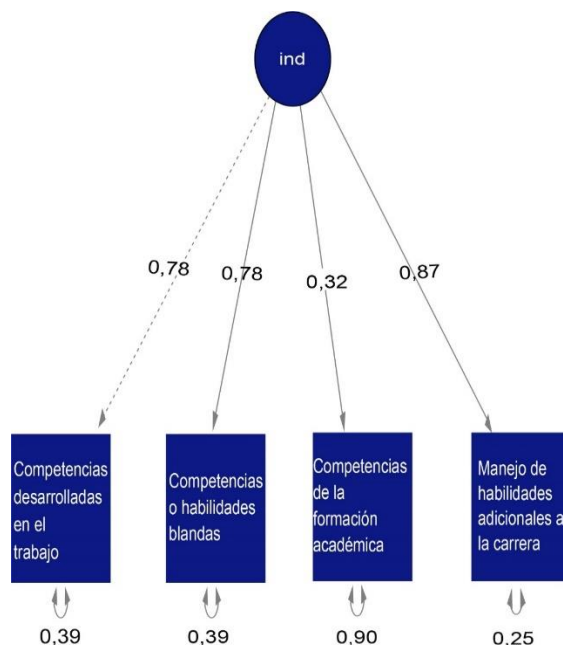 ind
0,78
0,78
0,32
0,87
Competencias
desarrolladas
en el
trabajo
Competencias
o habilidades
blandas
Competencias
de la
formación
académica
Manejo de
habilidades
adicionales a
la carrera
0,39
0,39
0,90
0,25